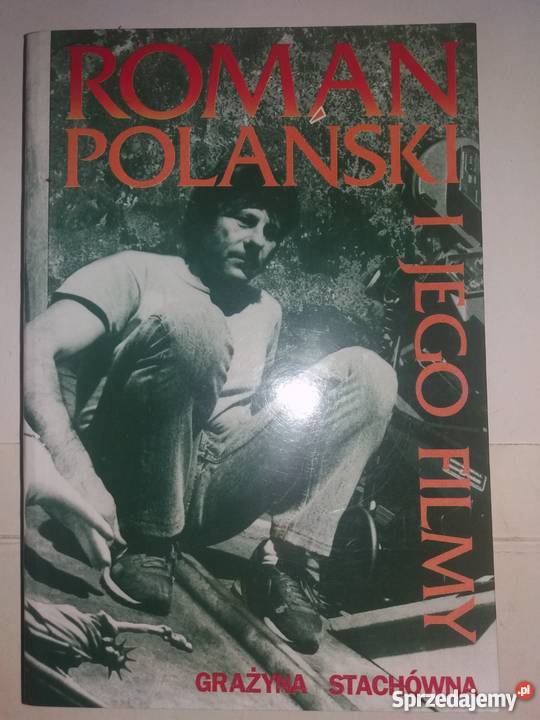 ROMAN
POLAŃSKI
I JEGO FILMY
GRAŻYNA STACHÓWNA
Sprzedajemy.pl